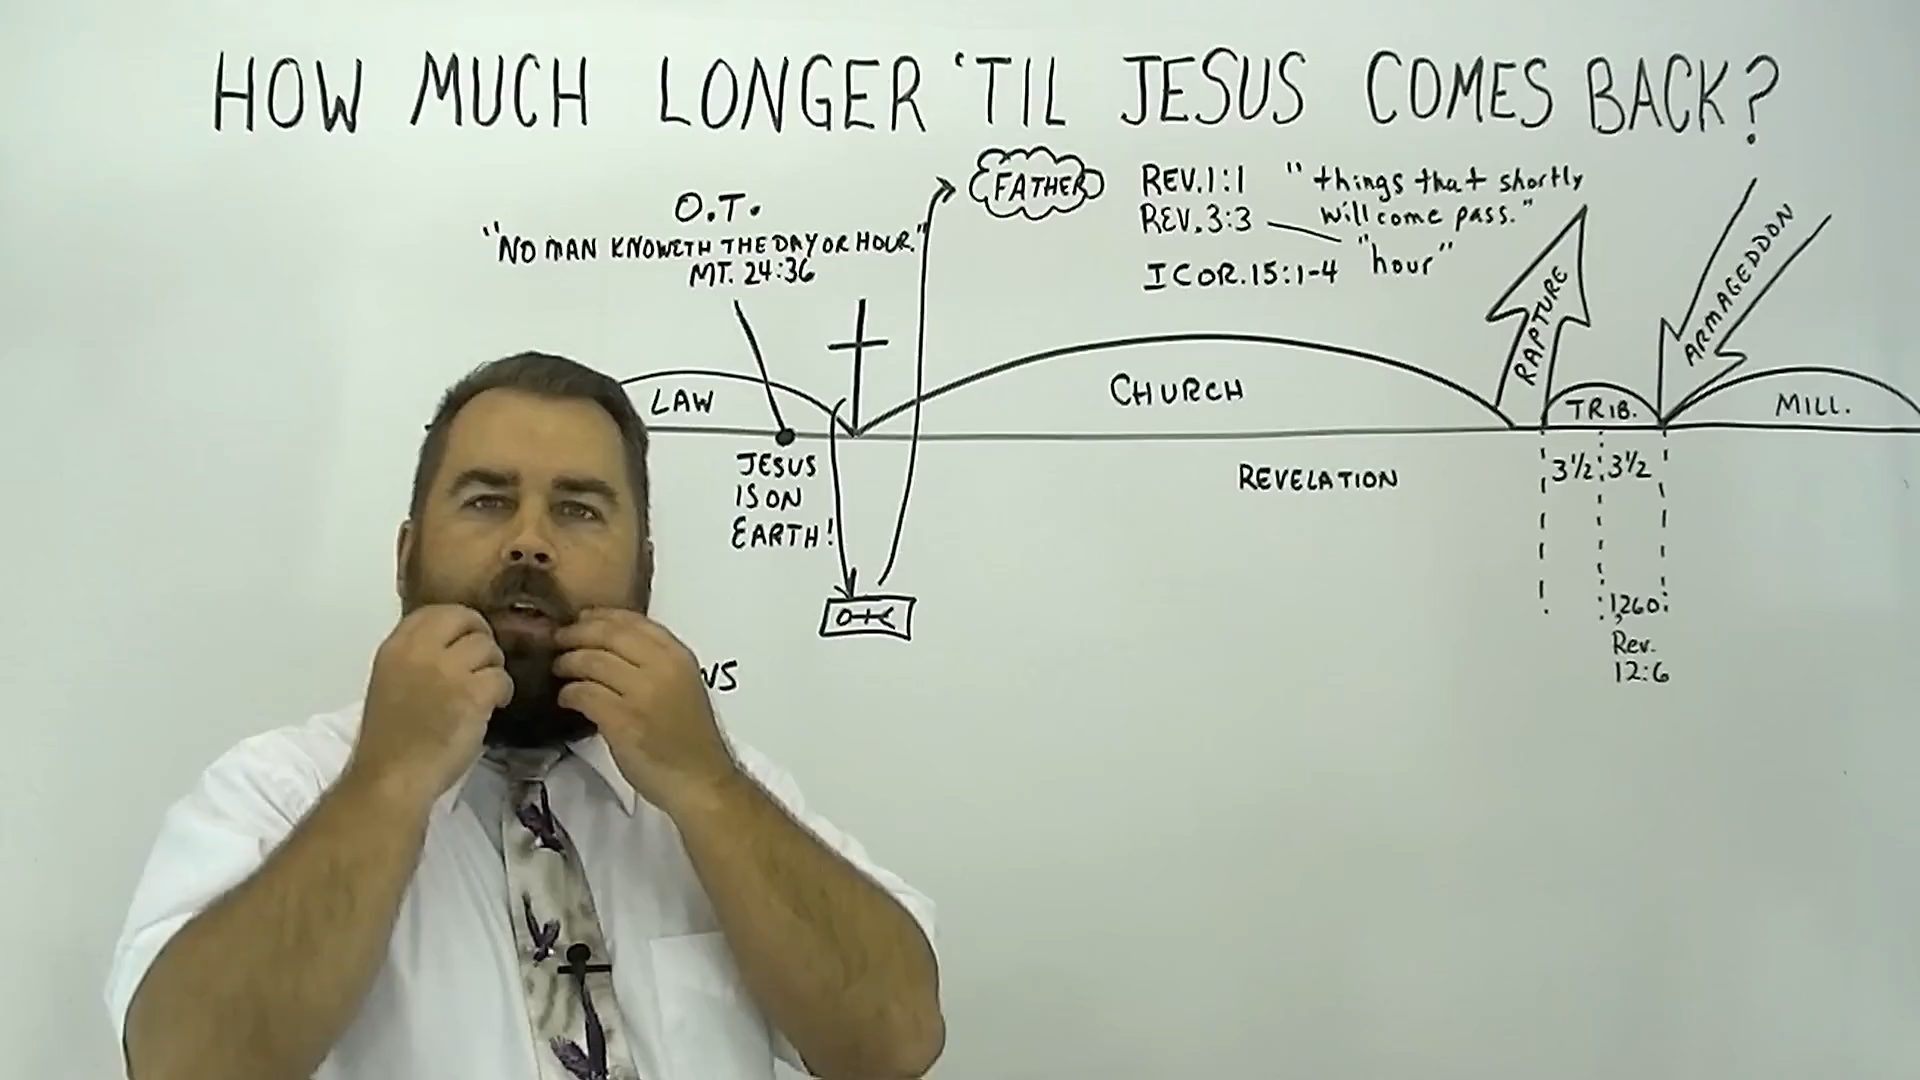 HOW MUCH LONGER 'TIL JESUS COMES BACK?
O.T.
"NO MAN KNOWETH THE DAY OR HOUR."
MT. 24:36
FATHER
REV. 1:1 "things that shortly
will come pass."
REV. 3:3 "hour"
I COR. 15:1-4
RAPTURE
ARMAGEDDON
LAW
CHURCH
TRIB.
MILL.
JESUS
IS ON
EARTH!
REVELATION
3½ 3½
1,260
Rev.
12:6